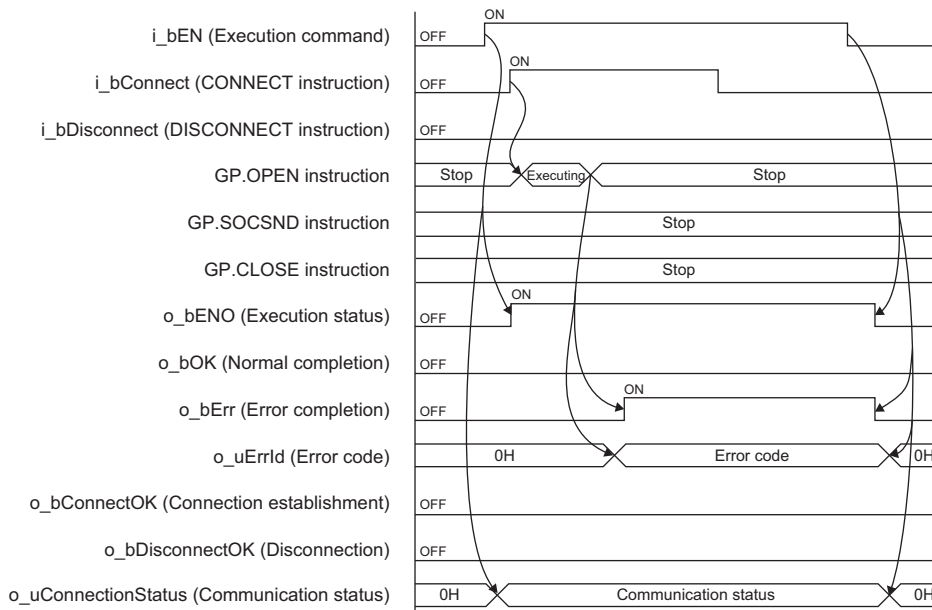 ON
i_bEN (Execution command) OFF
ON
i_bConnect (CONNECT instruction) OFF
i_bDisconnect (DISCONNECT instruction) OFF
GP.OPEN instruction Stop Executing Stop
GP.SOCSND instruction Stop
GP.CLOSE instruction Stop
ON
o_bENO (Execution status) OFF
o_bOK (Normal completion) OFF
ON
o_bErr (Error completion) OFF
o_uErrId (Error code) 0H Error code 0H
o_bConnectOK (Connection establishment) OFF
o_bDisconnectOK (Disconnection) OFF
o_uConnectionStatus (Communication status) 0H Communication status 0H